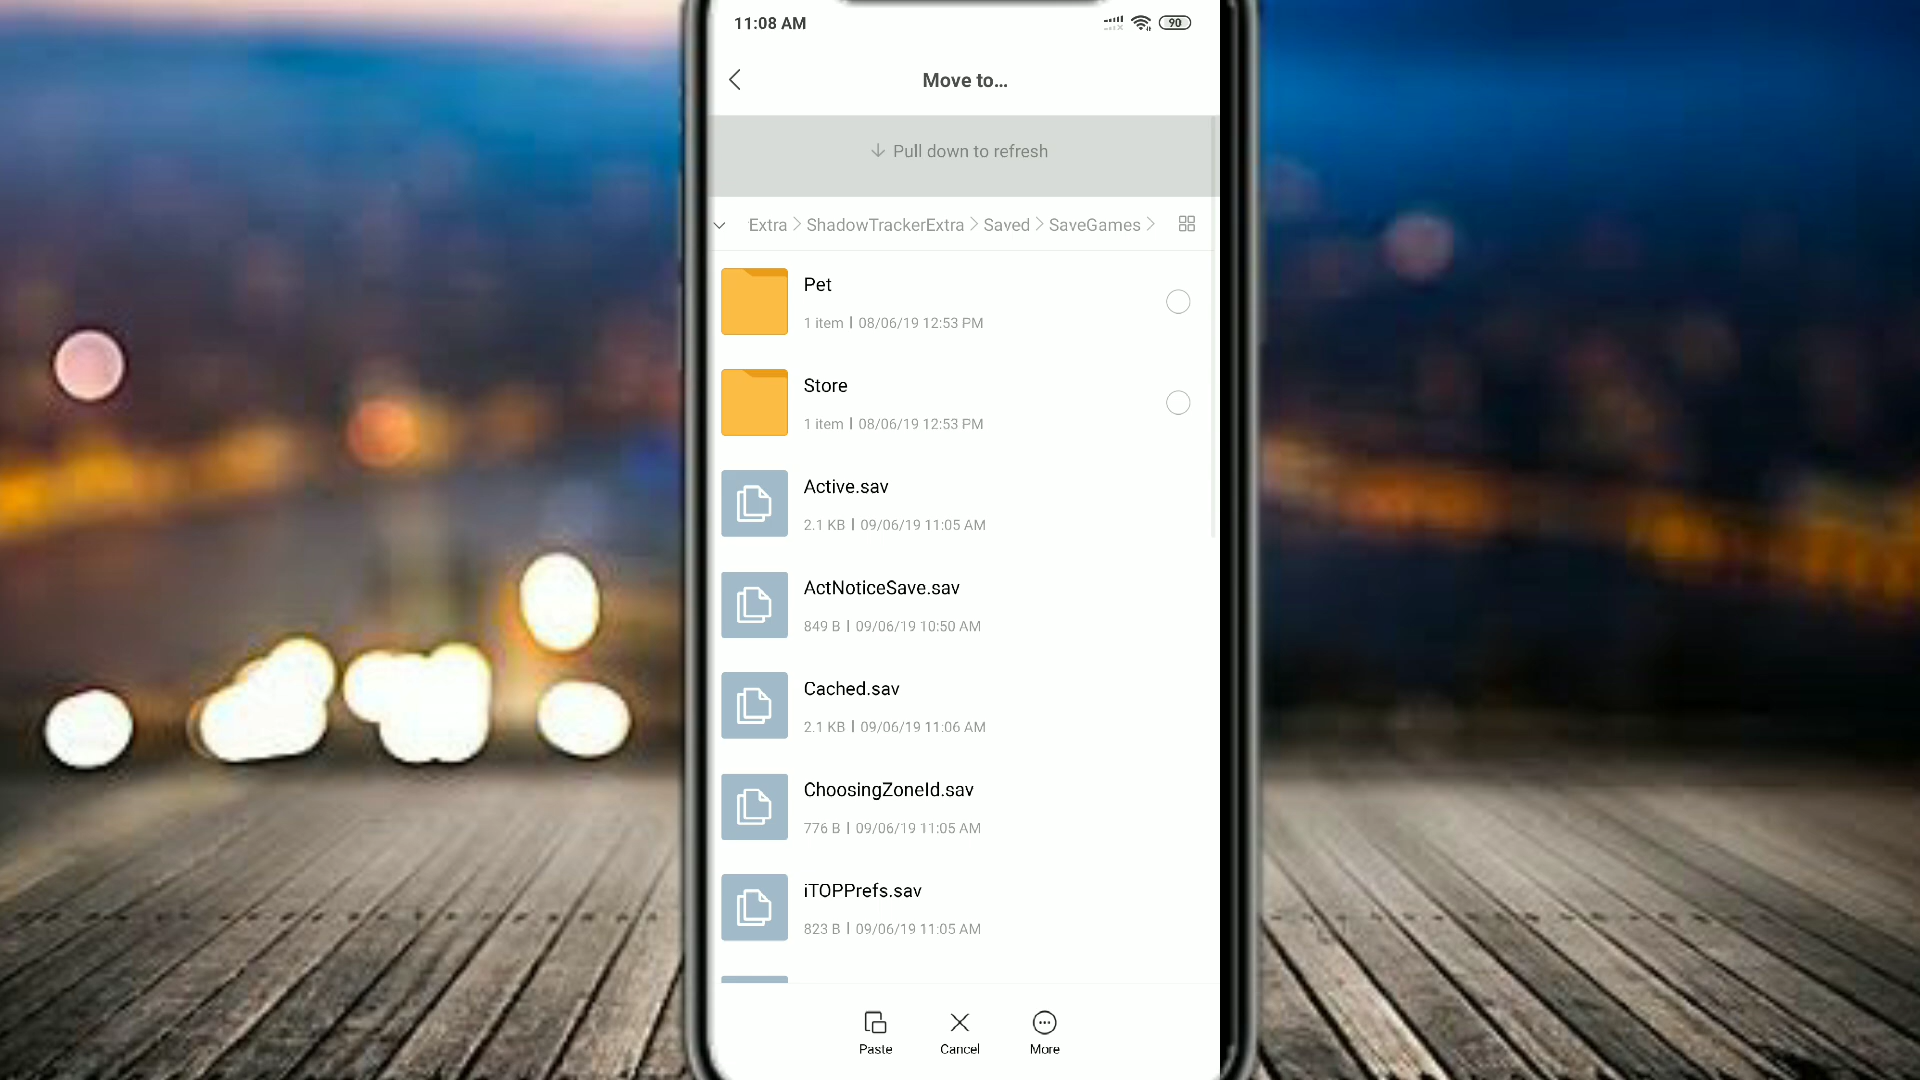 11:08 AM
90
Move to...
Pull down to refresh
Extra > ShadowTrackerExtra > Saved > SaveGames >
Pet
1 item | 08/06/19 12:53 PM
Store
1 item | 08/06/19 12:53 PM
Active.sav
2.1 KB | 09/06/19 11:05 AM
ActNoticeSave.sav
849 B | 09/06/19 10:50 AM
Cached.sav
2.1 KB | 09/06/19 11:06 AM
ChoosingZoneId.sav
776 B | 09/06/19 11:05 AM
iTOPPrefs.sav
823 B | 09/06/19 11:05 AM
Paste Cancel More